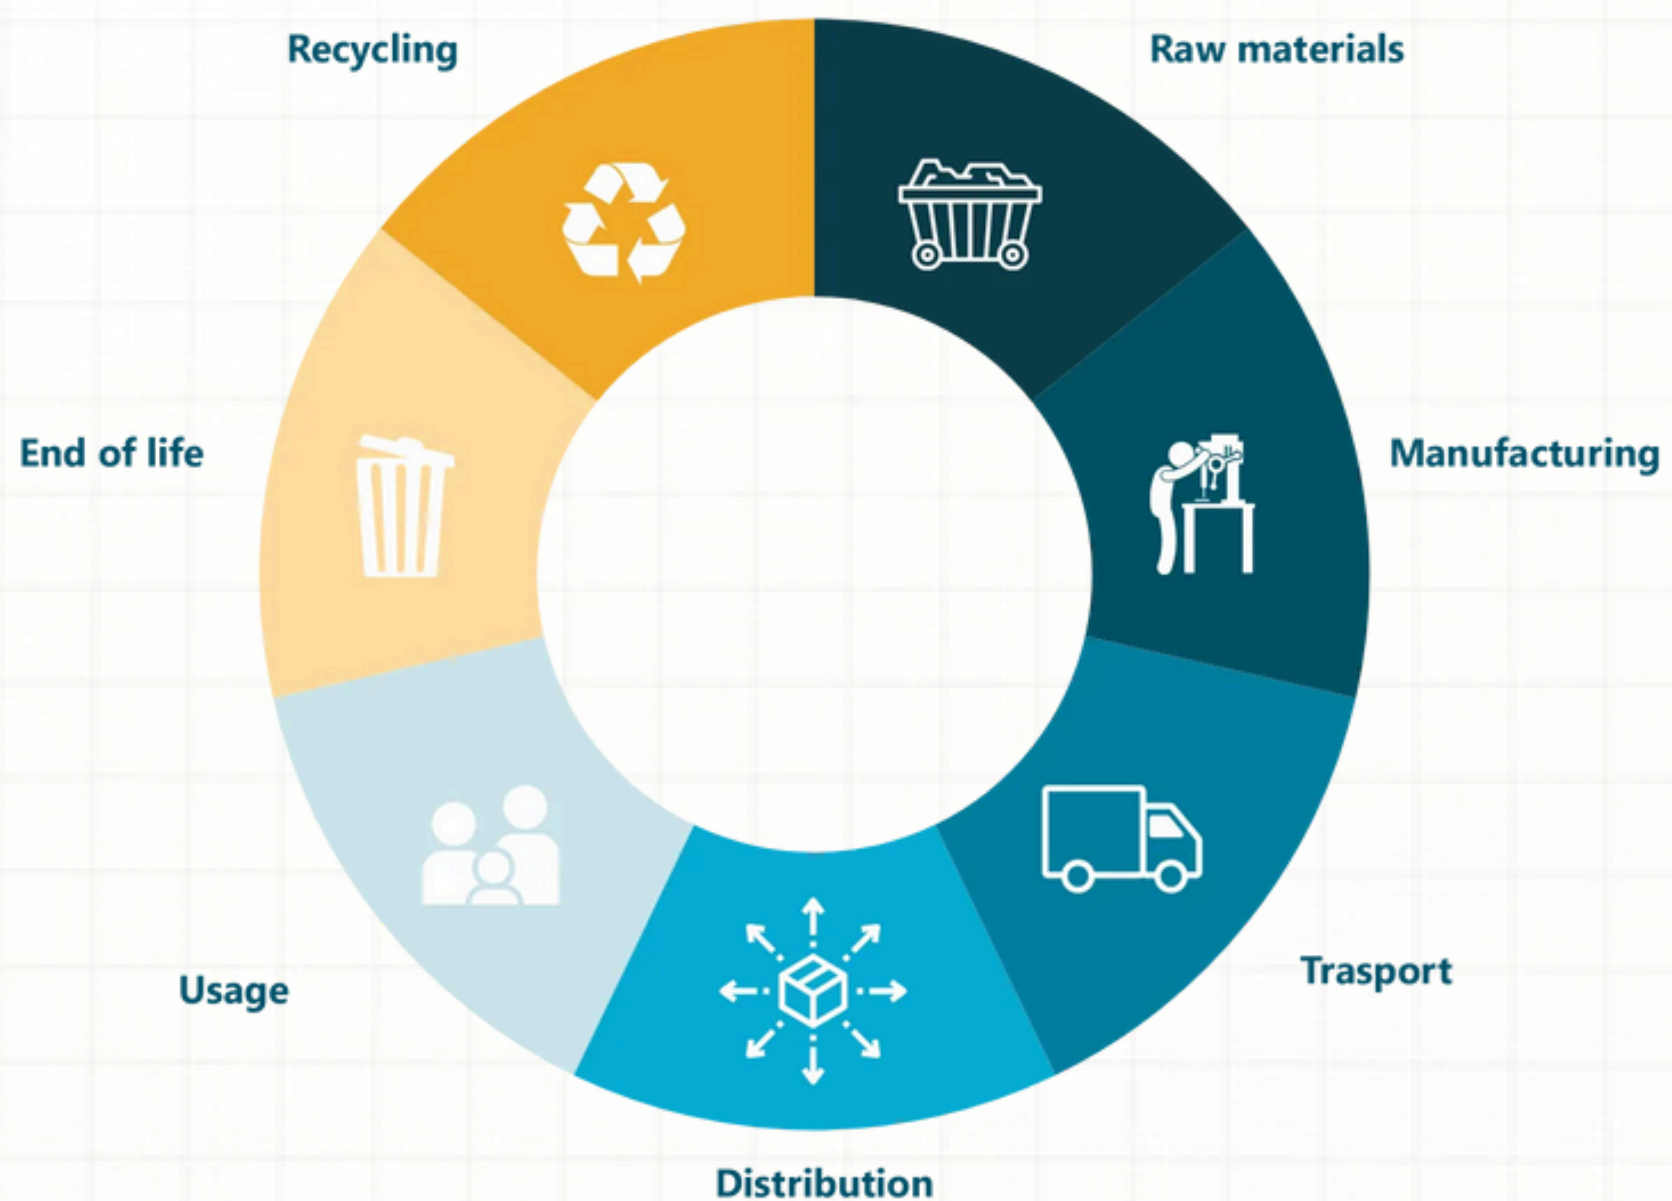 Recycling
Raw materials
End of life
Manufacturing
Usage
Trasport
Distribution